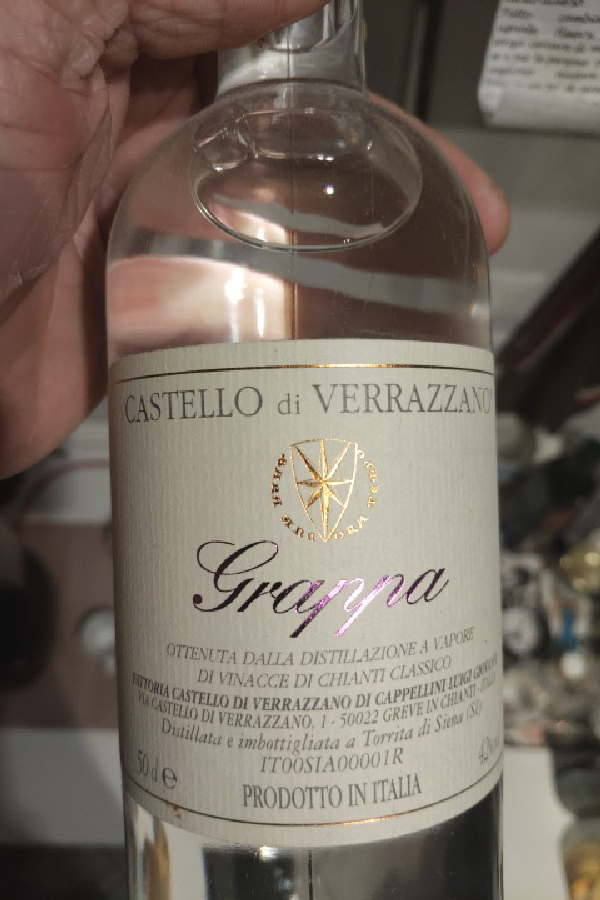 CASTELLO di VERRAZZANO
Grappa
OTTENUTA DALLA DISTILLAZIONE A VAPORE
DI VINACCE DI CHIANTI CLASSICO
FATTORIA CASTELLO DI VERRAZZANO DI CAPPELLINI LUIGI
VIA CASTELLO DI VERRAZZANO, 1 - 50022 GREVE IN CHIANTI -
Distillata e imbottigliata a Torrita di Siena (SI)
IT00SIA00001R
50 cl e
PRODOTTO IN ITALIA